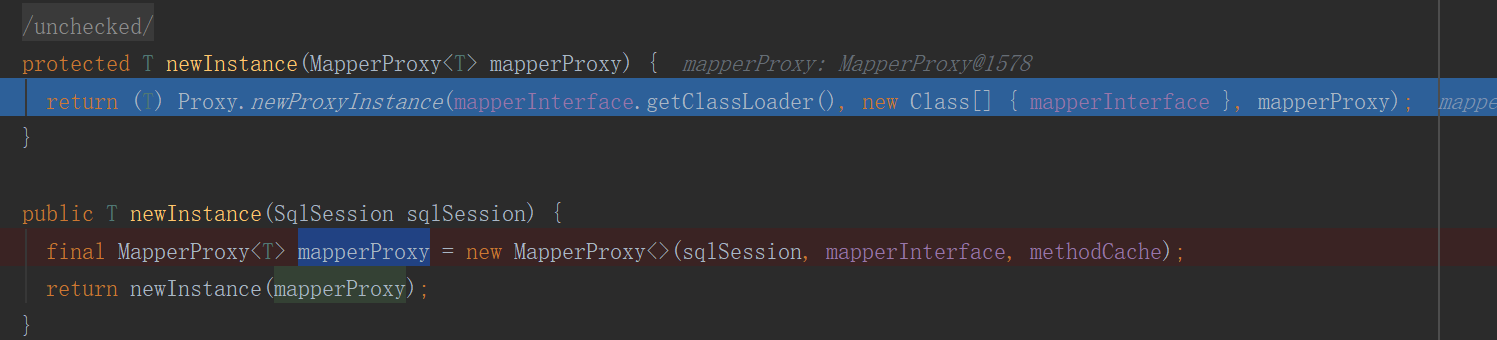 /unchecked/
protected T newInstance(MapperProxy<T> mapperProxy) { mapperProxy: MapperProxy@1578
return (T) Proxy.newProxyInstance(mapperInterface.getClassLoader(), new Class[] { mapperInterface }, mapperProxy); mappe
}
public T newInstance(SqlSession sqlSession) {
final MapperProxy<T> mapperProxy = new MapperProxy<>(sqlSession, mapperInterface, methodCache);
return newInstance(mapperProxy);
}